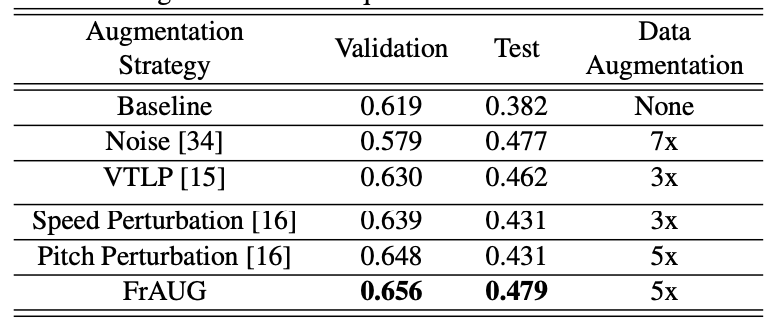 Augmentation Strategy Validation Test Data Augmentation
Baseline 0.619 0.382 None
Noise [34] 0.579 0.477 7x
VTLP [15] 0.630 0.462 3x
Speed Perturbation [16] 0.639 0.431 3x
Pitch Perturbation [16] 0.648 0.431 5x
FrAUG 0.656 0.479 5x